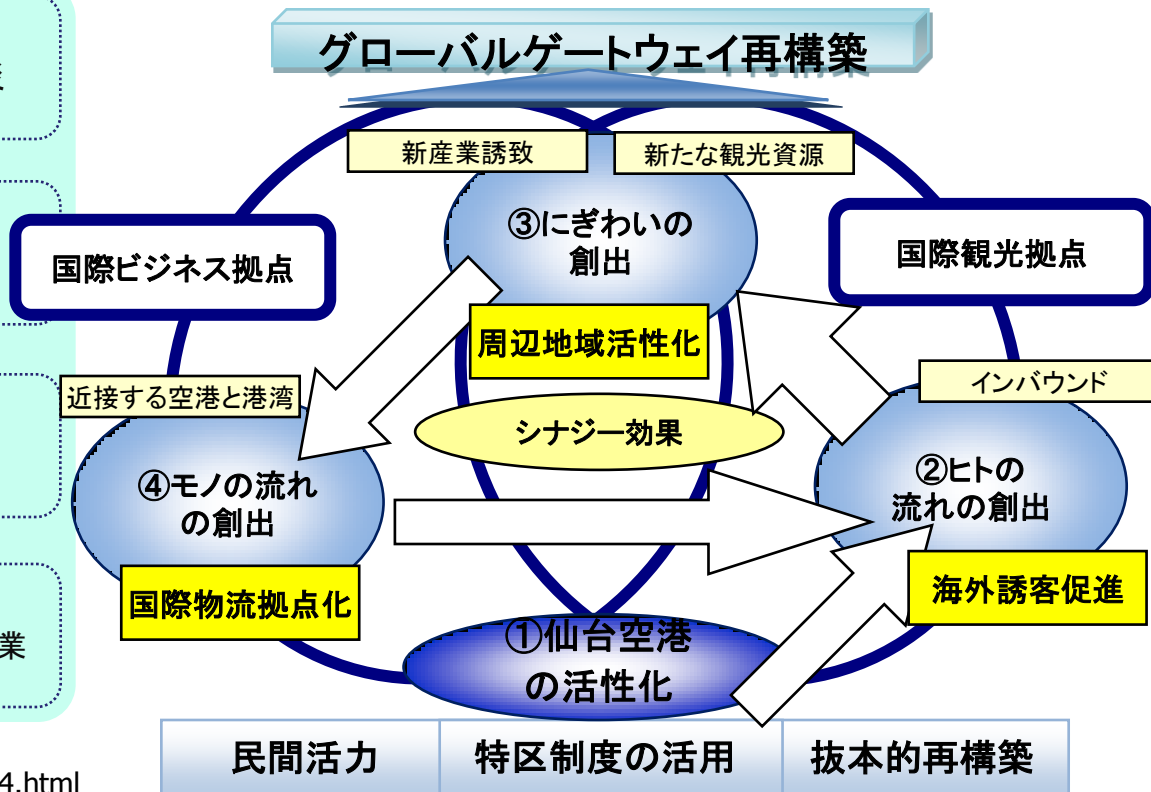 グローバルゲートウェイ再構築
新産業誘致
新たな観光資源
③にぎわいの
創出
国際ビジネス拠点
国際観光拠点
周辺地域活性化
近接する空港と港湾
インバウンド
シナジー効果
④モノの流れ
の創出
②ヒトの
流れの創出
国際物流拠点化
海外誘客促進
①仙台空港
の活性化
業
民間活力
特区制度の活用
抜本的再構築
4.html